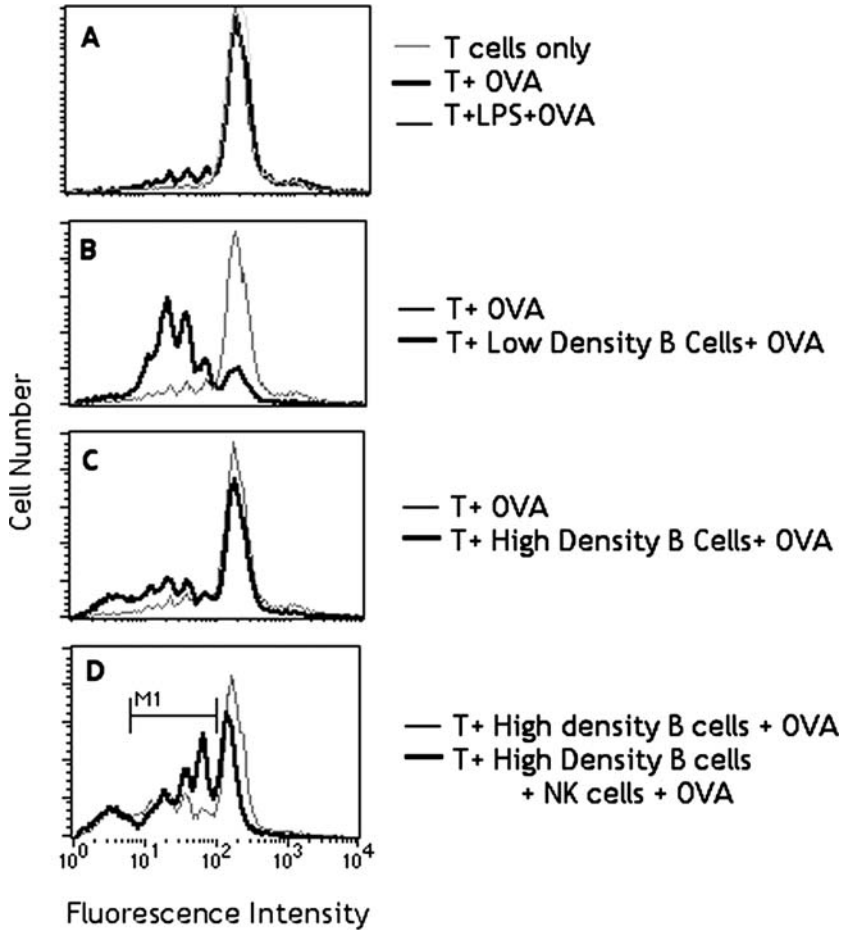 A
T cells only
T+ OVA
T+LPS+OVA
B
T+ OVA
T+ Low Density B Cells+ OVA
C
T+ OVA
T+ High Density B Cells+ OVA
D
M1
T+ High density B cells + OVA
T+ High Density B cells
+ NK cells + OVA
Cell Number
10⁰ 10¹ 10² 10³ 10⁴
Fluorescence Intensity